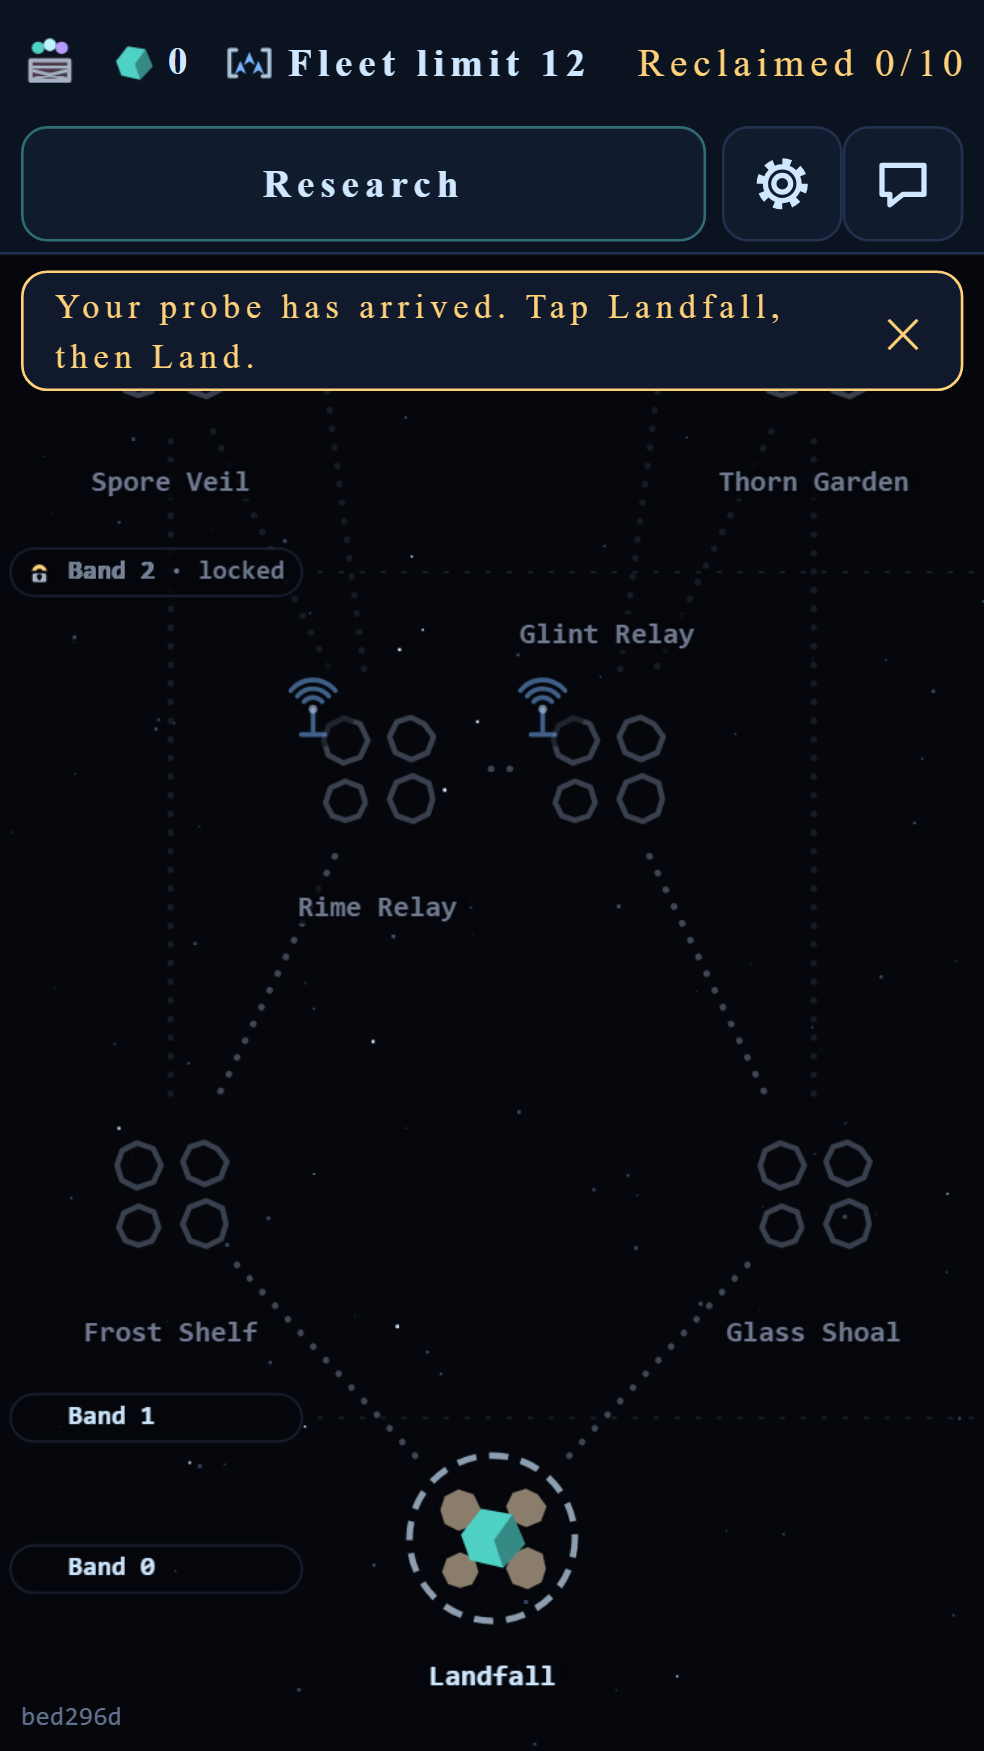 0 Fleet limit 12 Reclaimed 0/10
Research
Your probe has arrived. Tap Landfall,
then Land.
Spore Veil
Thorn Garden
Band 2 · locked
Glint Relay
Rime Relay
Frost Shelf
Glass Shoal
Band 1
Band 0
Landfall
bed296d